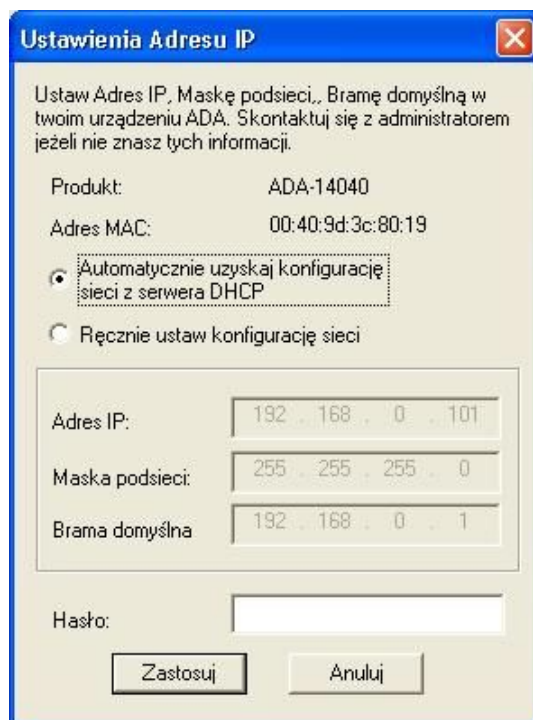 Ustawienia Adresu IP
Ustaw Adres IP, Maskę podsieci,, Bramę domyślną w
twoim urządzeniu ADA. Skontaktuj się z administratorem
jeżeli nie znasz tych informacji.
Produkt: ADA-14040
Adres MAC: 00:40:9d:3c:80:19
Automatycznie uzyskaj konfigurację
sieci z serwera DHCP
Ręcznie ustaw konfigurację sieci
Adres IP: 192 . 168 . 0 . 101
Maska podsieci: 255 . 255 . 255 . 0
Brama domyślna 192 . 168 . 0 . 1
Hasło:
Zastosuj Anuluj